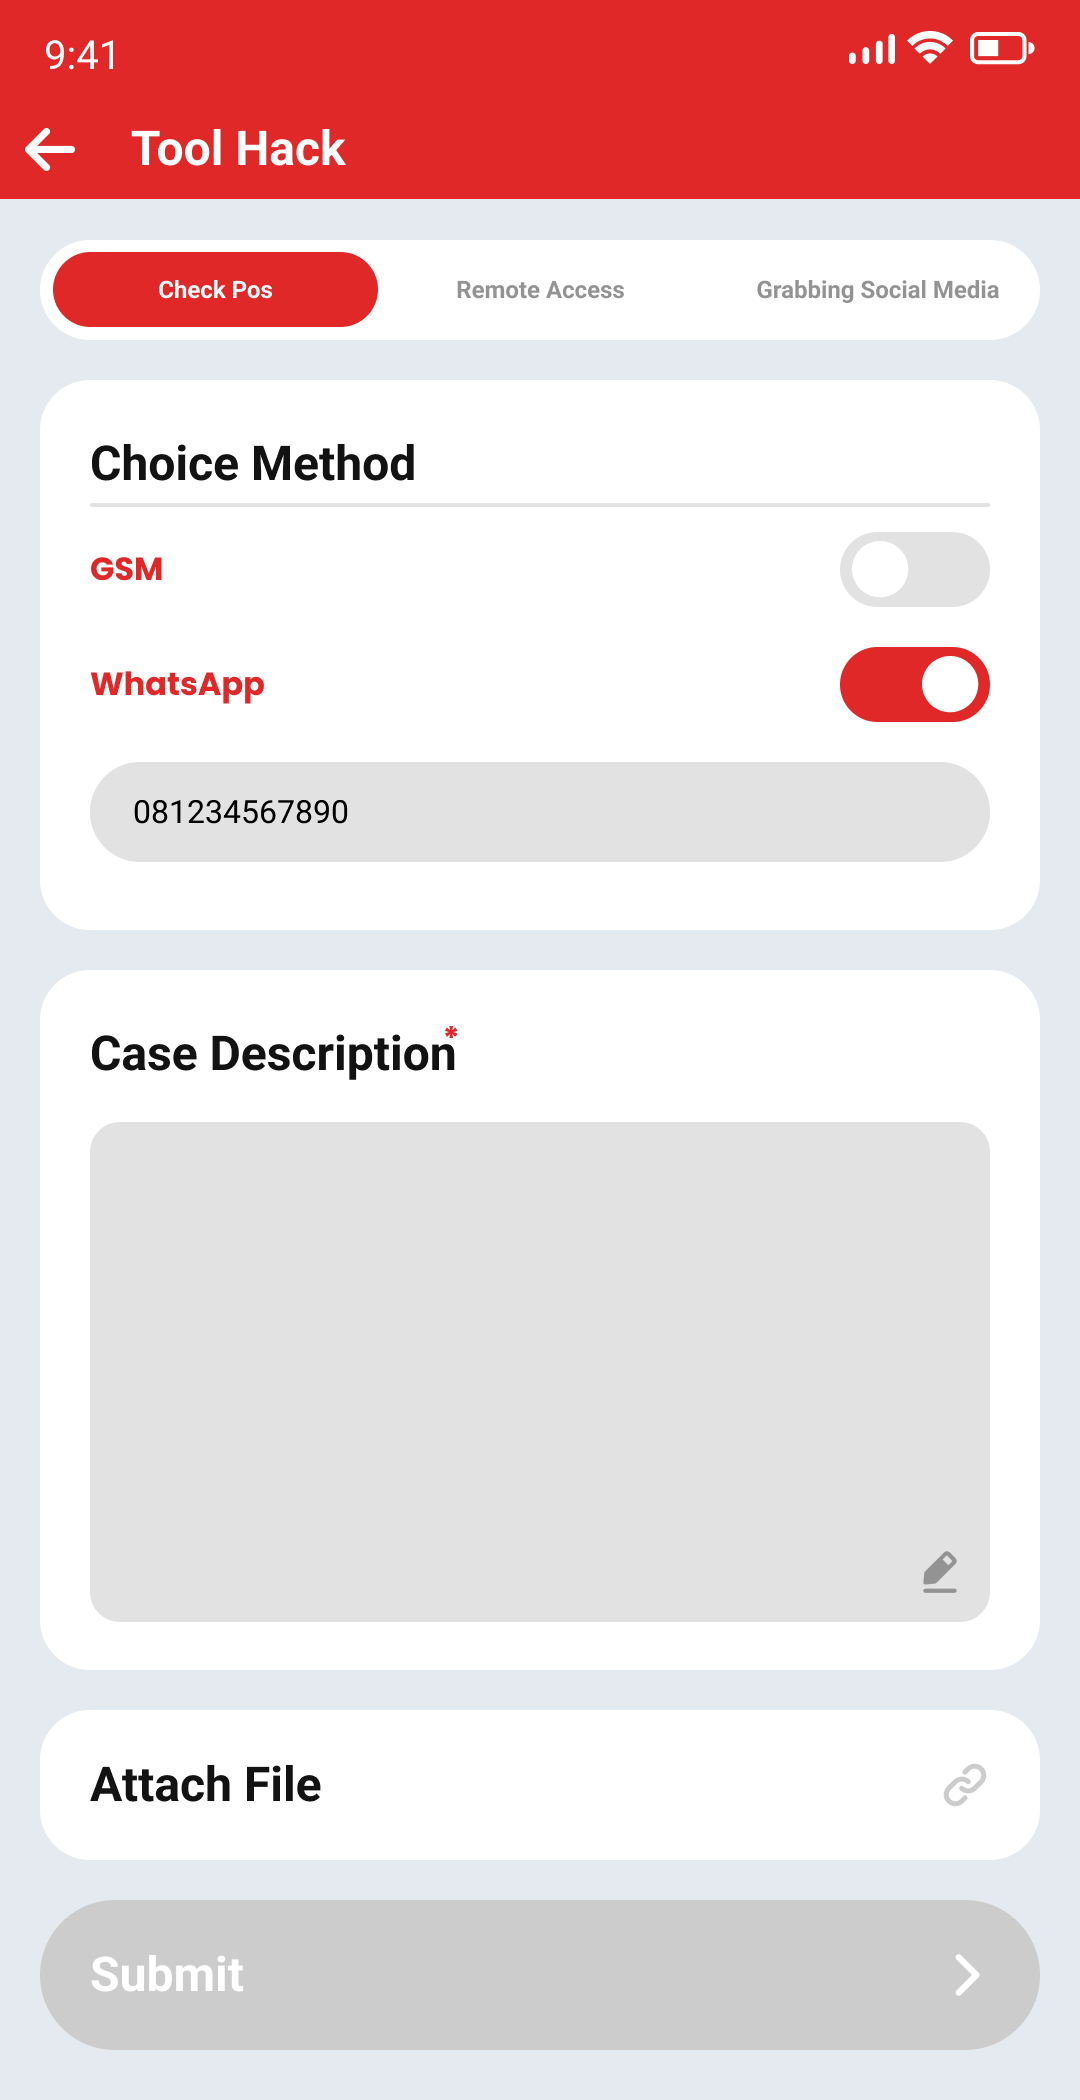 9:41
Tool Hack
Check Pos
Remote Access
Grabbing Social Media
Choice Method
GSM
WhatsApp
081234567890
Case Description*
Attach File
Submit